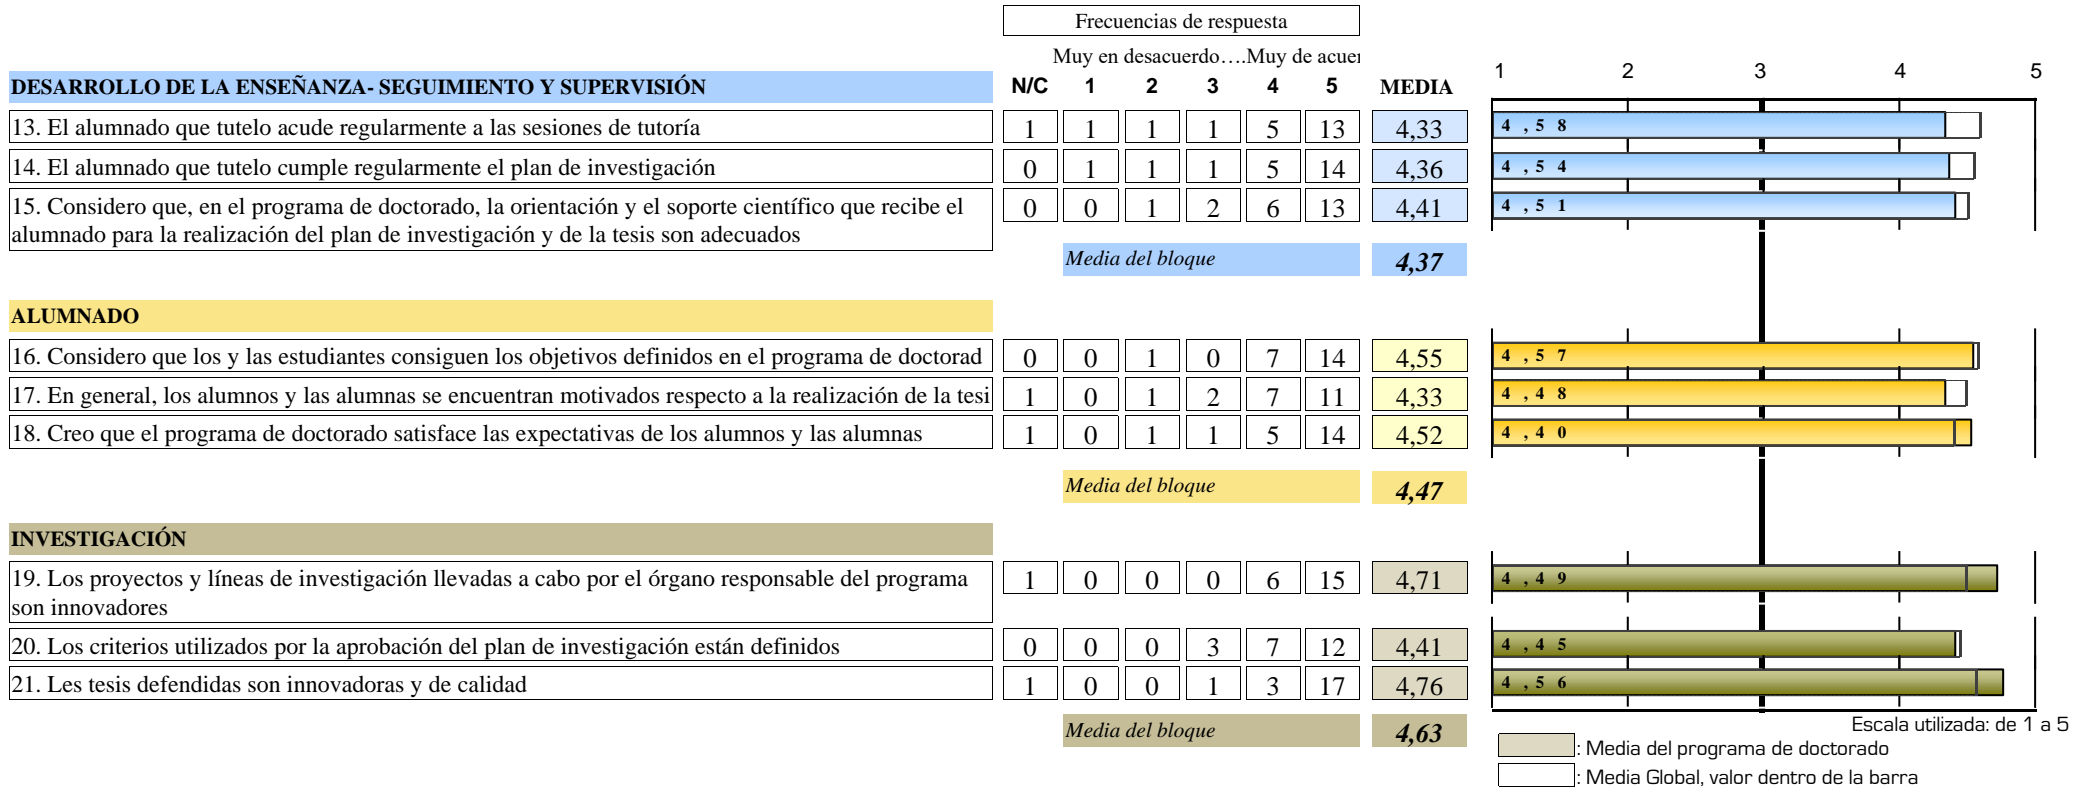 Frecuencias de respuesta
Muy en desacuerdo….Muy de acuer
DESARROLLO DE LA ENSEÑANZA- SEGUIMIENTO Y SUPERVISIÓN N/C 1 2 3 4 5 MEDIA 1 2 3 4 5
13. El alumnado que tutelo acude regularmente a las sesiones de tutoría 1 1 1 1 5 13 4,33 4,58
14. El alumnado que tutelo cumple regularmente el plan de investigación 0 1 1 1 5 14 4,36 4,54
15. Considero que, en el programa de doctorado, la orientación y el soporte científico que recibe el 0 0 1 2 6 13 4,41 4,51
alumnado para la realización del plan de investigación y de la tesis son adecuados
Media del bloque 4,37
ALUMNADO
16. Considero que los y las estudiantes consiguen los objetivos definidos en el programa de doctorad 0 0 1 0 7 14 4,55 4,57
17. En general, los alumnos y las alumnas se encuentran motivados respecto a la realización de la tesi 1 0 1 2 7 11 4,33 4,48
18. Creo que el programa de doctorado satisface las expectativas de los alumnos y las alumnas 1 0 1 1 5 14 4,52 4,40
Media del bloque 4,47
INVESTIGACIÓN
19. Los proyectos y líneas de investigación llevadas a cabo por el órgano responsable del programa 1 0 0 0 6 15 4,71 4,49
son innovadores
20. Los criterios utilizados por la aprobación del plan de investigación están definidos 0 0 0 3 7 12 4,41 4,45
21. Les tesis defendidas son innovadoras y de calidad 1 0 0 1 3 17 4,76 4,56
Media del bloque 4,63
Escala utilizada: de 1 a 5
: Media del programa de doctorado
: Media Global, valor dentro de la barra